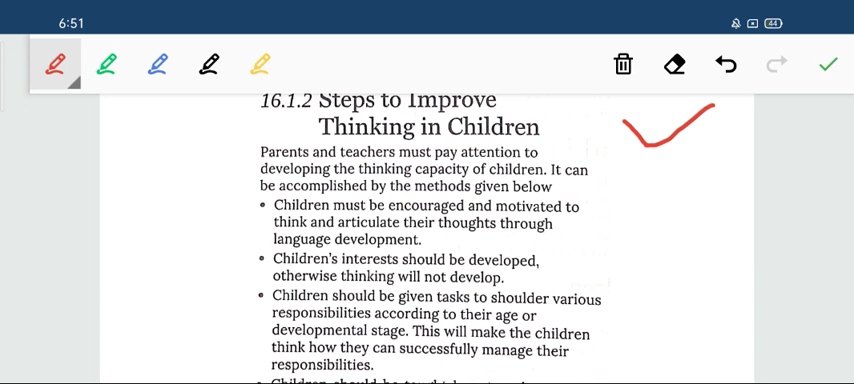 6:51
44
16.1.2 Steps to Improve
Thinking in Children
Parents and teachers must pay attention to
developing the thinking capacity of children. It can
be accomplished by the methods given below
• Children must be encouraged and motivated to
think and articulate their thoughts through
language development.
• Children's interests should be developed,
otherwise thinking will not develop.
• Children should be given tasks to shoulder various
responsibilities according to their age or
developmental stage. This will make the children
think how they can successfully manage their
responsibilities.